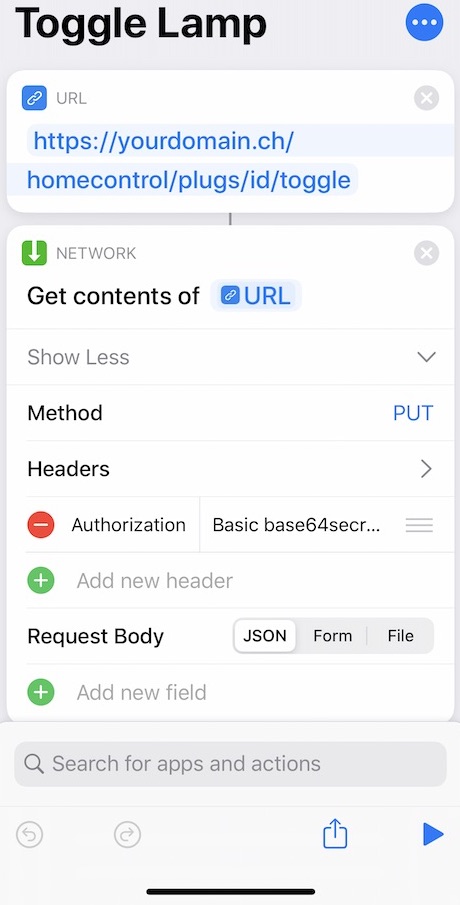 Toggle Lamp
URL
https://yourdomain.ch/
homecontrol/plugs/id/toggle
NETWORK
Get contents of URL
Show Less
Method PUT
Headers
Authorization Basic base64secr...
Add new header
Request Body JSON Form File
Add new field
Search for apps and actions